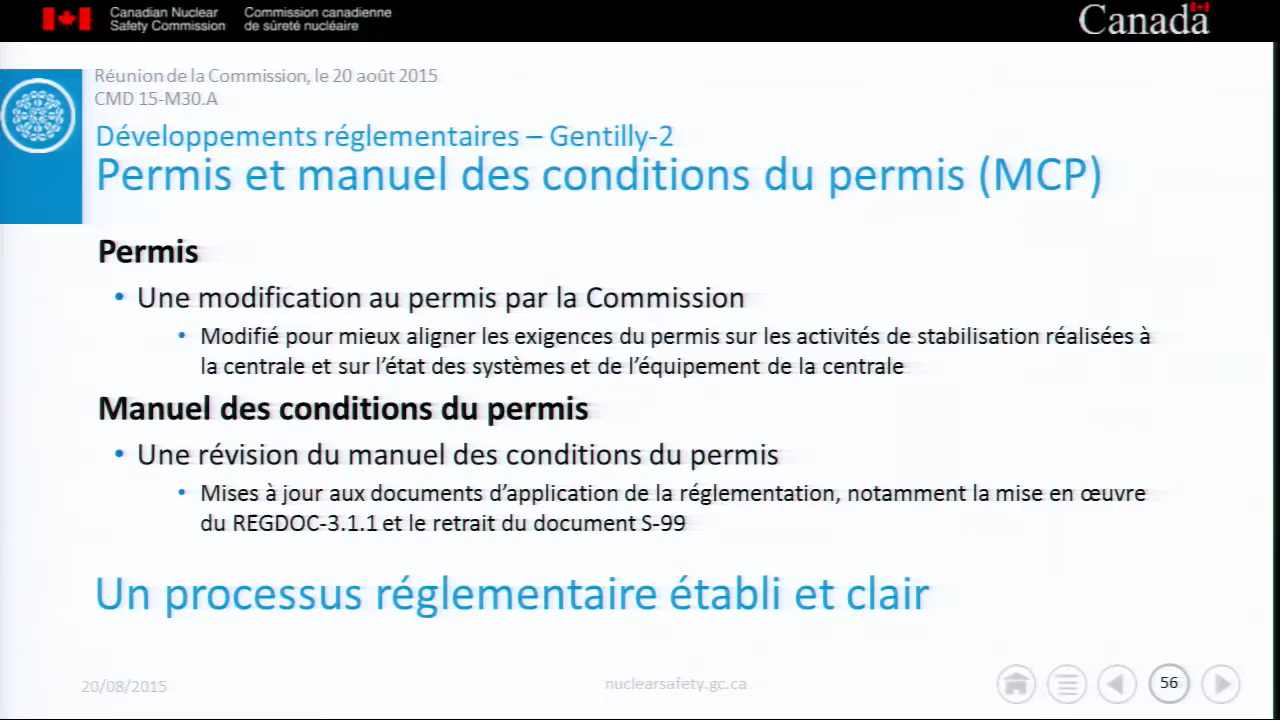 Canadian Nuclear
Safety Commission
Commission canadienne
de sûreté nucléaire
Canada
Réunion de la Commission, le 20 août 2015
CMD 15-M30.A
Développements réglementaires – Gentilly-2
Permis et manuel des conditions du permis (MCP)
Permis
• Une modification au permis par la Commission
• Modifié pour mieux aligner les exigences du permis sur les activités de stabilisation réalisées à
la centrale et sur l’état des systèmes et de l’équipement de la centrale
Manuel des conditions du permis
• Une révision du manuel des conditions du permis
• Mises à jour aux documents d’application de la réglementation, notamment la mise en œuvre
du REGDOC-3.1.1 et le retrait du document S-99
Un processus réglementaire établi et clair
20/08/2015
nuclearsafety.gc.ca
56